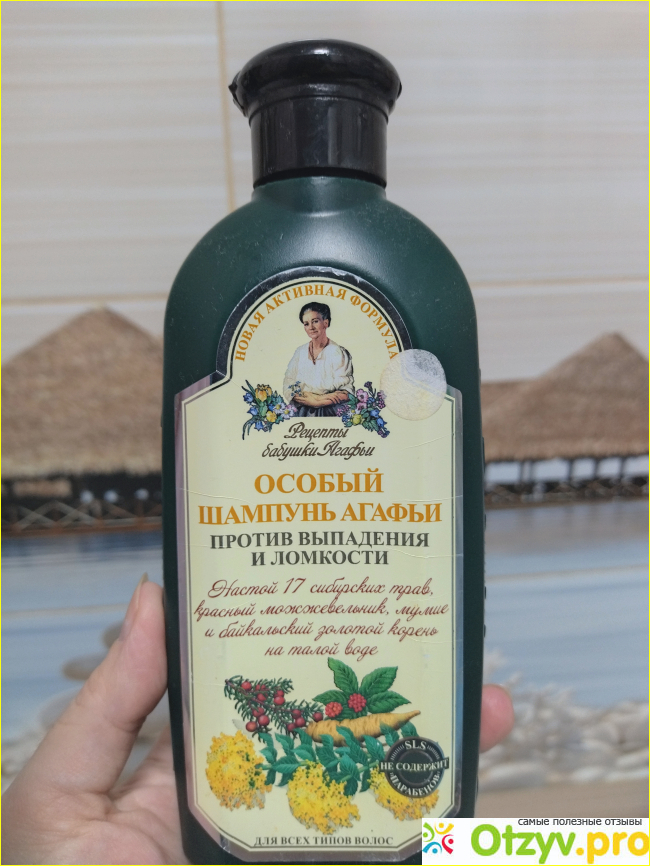 НОВАЯ АКТИВНАЯ ФОРМУЛА
Рецепты
бабушки Агафьи
ОСОБЫЙ
ШАМПУНЬ АГАФЬИ
ПРОТИВ ВЫПАДЕНИЯ
И ЛОМКОСТИ
Настой 17 сибирских трав,
красный можжевельник, мумие
и байкальский золотой корень
на талой воде
SLS
НЕ СОДЕРЖИТ
ПАРАБЕНОВ
ДЛЯ ВСЕХ ТИПОВ ВОЛОС
самые полезные отзывы
Otzyv.pro